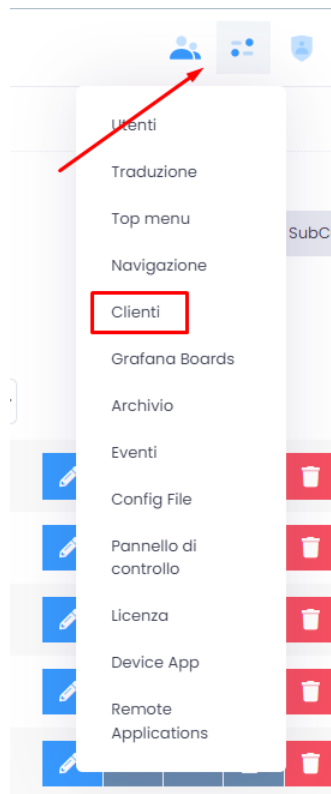 Utenti
Traduzione
Top menu
SubC
Navigazione
Clienti
Grafana Boards
Archivio
Eventi
Config File
Pannello di
controllo
Licenza
Device App
Remote
Applications